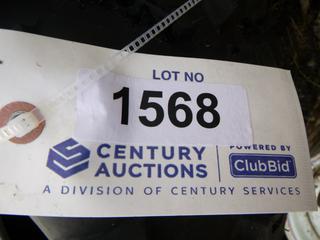 LOT NO
1568
CENTURY AUCTIONS
POWERED BY
ClubBid
A DIVISION OF CENTURY SERVICES